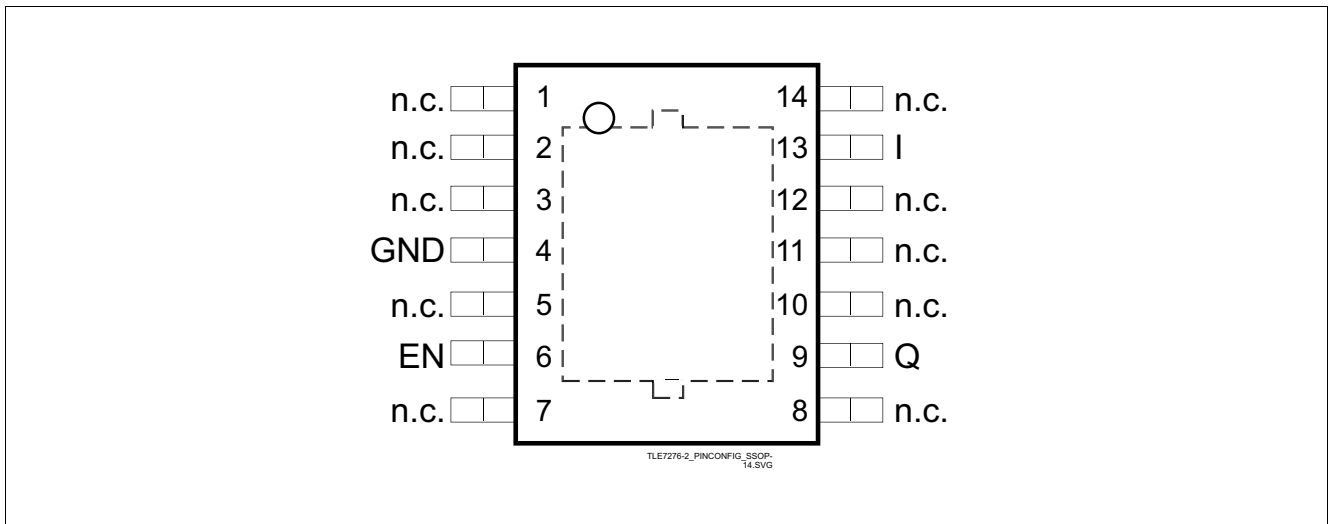 n.c. 1 14 n.c.
n.c. 2 13 I
n.c. 3 12 n.c.
GND 4 11 n.c.
n.c. 5 10 n.c.
EN 6 9 Q
n.c. 7 8 n.c.
TLE7276-2_PINCONFIG_SSOP-
14.SVG